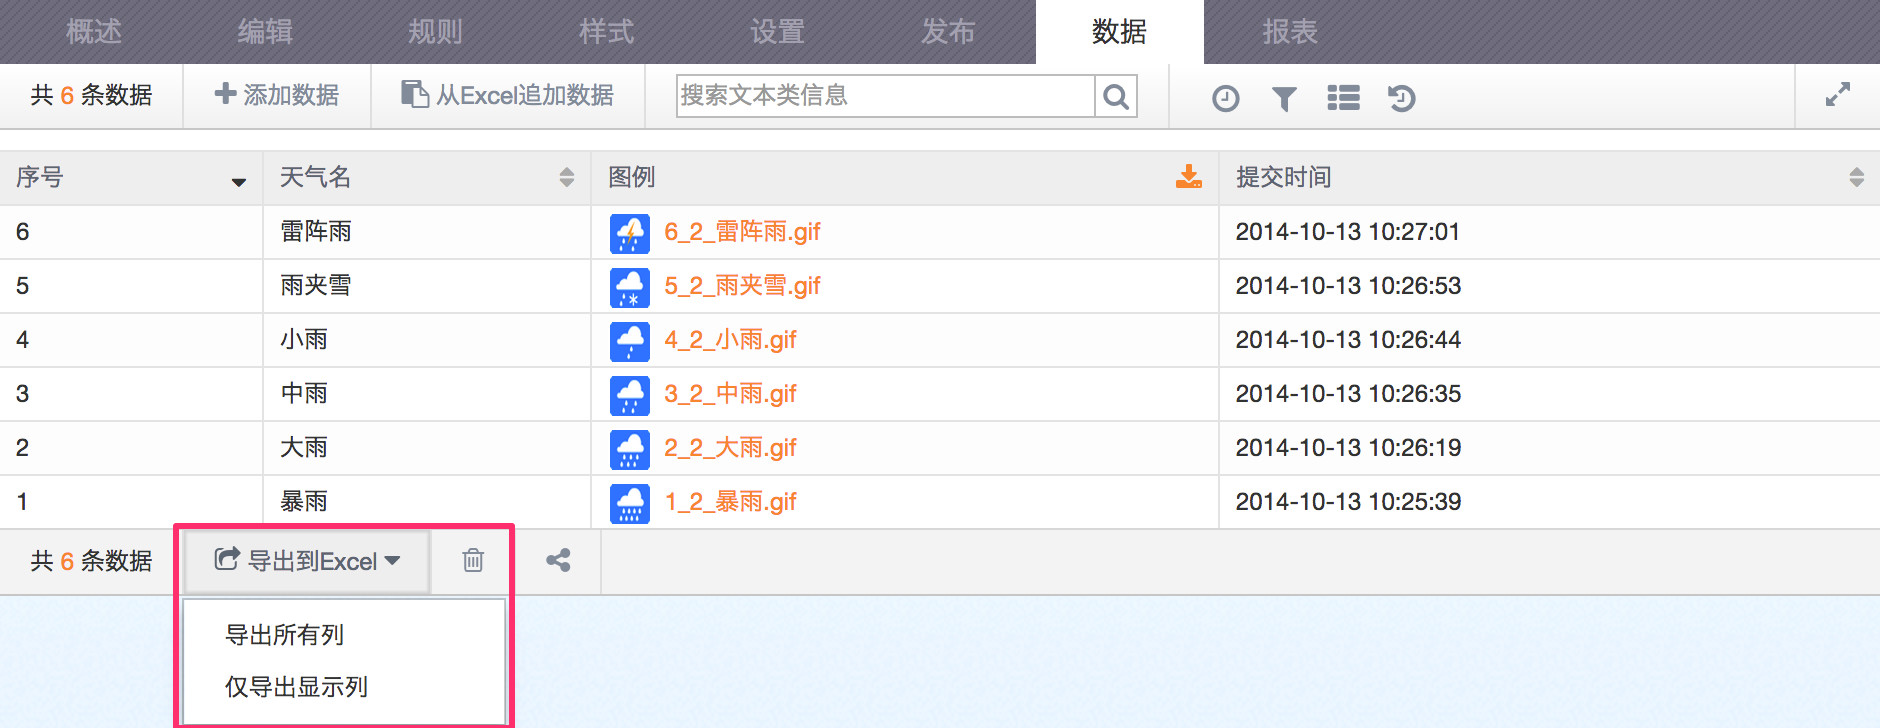 概述 编辑 规则 样式 设置 发布 数据 报表
共 6 条数据 添加数据 从Excel追加数据 搜索文本类信息
序号 天气名 图例 提交时间
6 雷阵雨 6_2_雷阵雨.gif 2014-10-13 10:27:01
5 雨夹雪 5_2_雨夹雪.gif 2014-10-13 10:26:53
4 小雨 4_2_小雨.gif 2014-10-13 10:26:44
3 中雨 3_2_中雨.gif 2014-10-13 10:26:35
2 大雨 2_2_大雨.gif 2014-10-13 10:26:19
1 暴雨 1_2_暴雨.gif 2014-10-13 10:25:39
共 6 条数据 导出到Excel
导出所有列
仅导出显示列